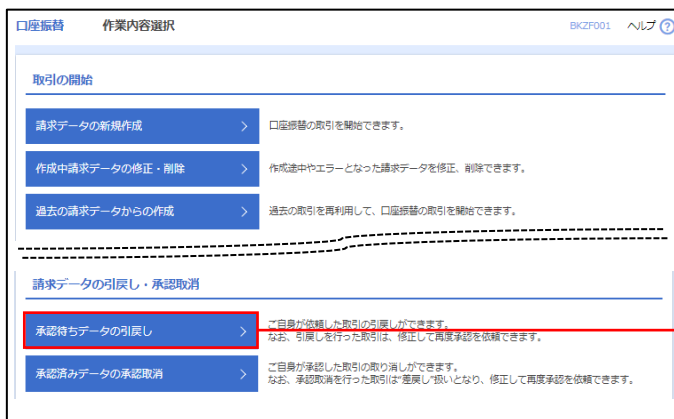 口座振替 作業内容選択 BKZF001 ヘルプ ?
取引の開始
請求データの新規作成 口座振替の取引を開始できます。
作成中請求データの修正・削除 作成途中やエラーとなった請求データを修正、削除できます。
過去の請求データからの作成 過去の取引を再利用して、口座振替の取引を開始できます。
請求データの引戻し・承認取消
承認待ちデータの引戻し ご自身が依頼した取引の引戻しができます。
なお、引戻しを行った取引は、修正して再度承認を依頼できます。
承認済みデータの承認取消 ご自身が承認した取引の取り消しができます。
なお、承認取消を行った取引は“差戻し”扱いとなり、修正して再度承認を依頼できます。